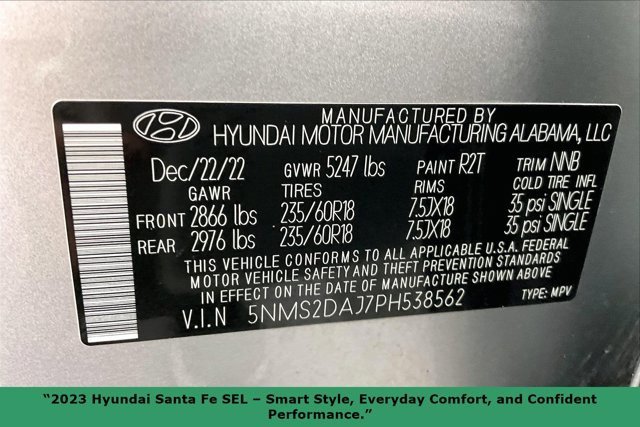 MANUFACTURED BY
HYUNDAI MOTOR MANUFACTURING ALABAMA, LLC
Dec/22/22 GVWR 5247 lbs PAINT R2T TRIM NNB
GAWR TIRES RIMS COLD TIRE INFL
FRONT 2866 lbs 235/60R18 7.5JX18 35 psi SINGLE
REAR 2976 lbs 235/60R18 7.5JX18 35 psi SINGLE
THIS VEHICLE CONFORMS TO ALL APPLICABLE U.S.A. FEDERAL
MOTOR VEHICLE SAFETY AND THEFT PREVENTION STANDARDS
IN EFFECT ON THE DATE OF MANUFACTURE SHOWN ABOVE
V.I.N 5NMS2DAJ7PH538562 TYPE: MPV
“2023 Hyundai Santa Fe SEL – Smart Style, Everyday Comfort, and Confident
Performance.”